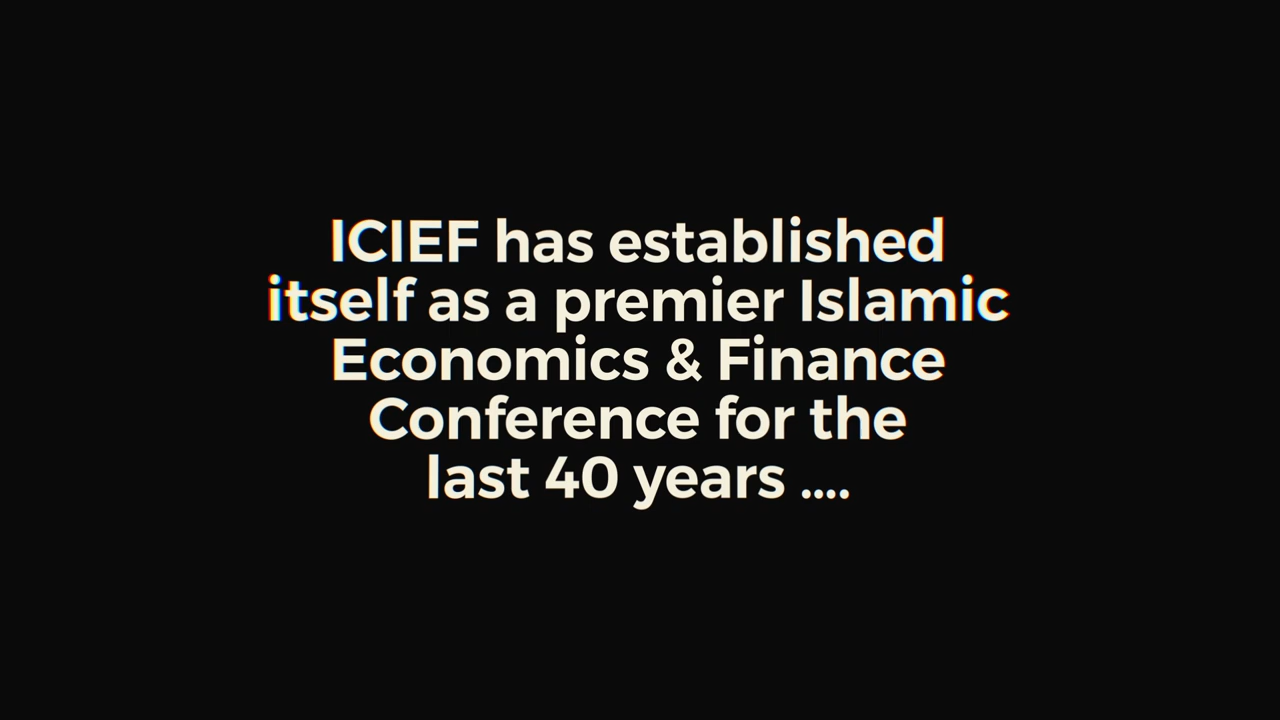 ICIEF has established
itself as a premier Islamic
Economics & Finance
Conference for the
last 40 years ....